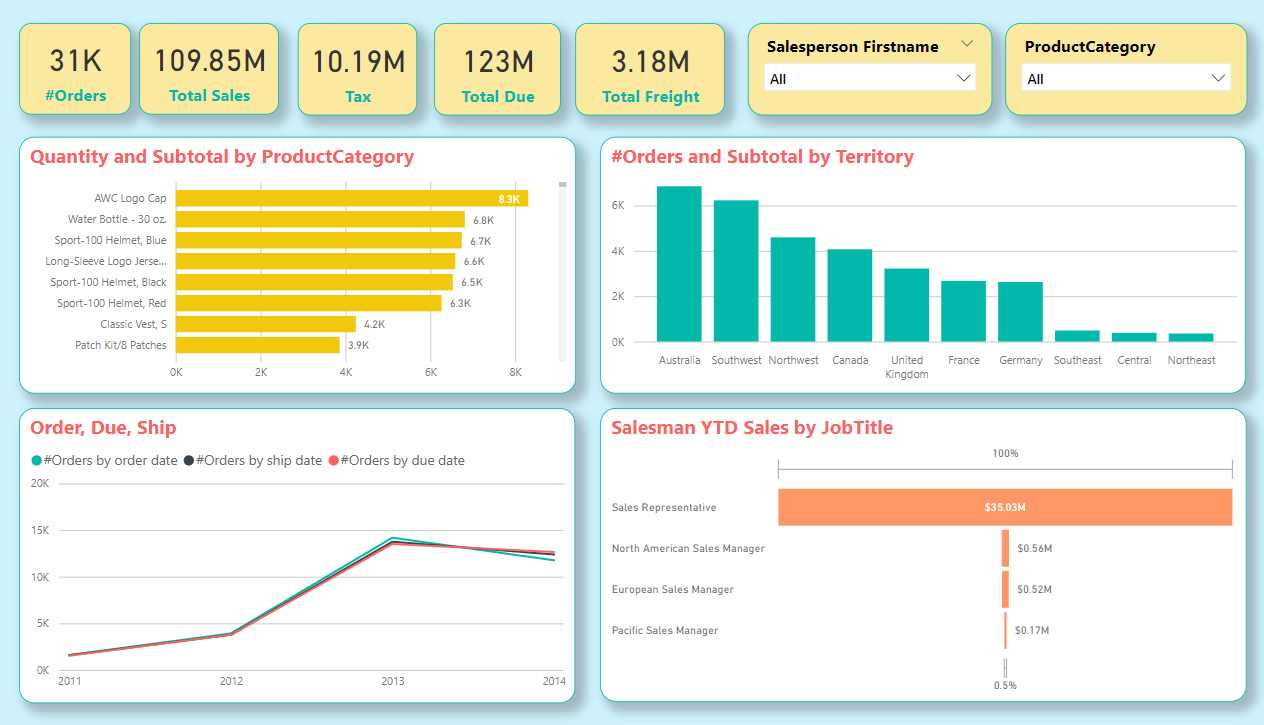 31K
#Orders
109.85M
Total Sales
10.19M
Tax
123M
Total Due
3.18M
Total Freight
Salesperson Firstname
All
ProductCategory
All
Quantity and Subtotal by ProductCategory
AWC Logo Cap
8.3K
Water Bottle - 30 oz.
6.8K
Sport-100 Helmet, Blue
6.7K
Long-Sleeve Logo Jerse...
6.6K
Sport-100 Helmet, Black
6.5K
Sport-100 Helmet, Red
6.3K
Classic Vest, S
4.2K
Patch Kit/8 Patches
3.9K
0K 2K 4K 6K 8K
#Orders and Subtotal by Territory
6K
4K
2K
0K
Australia Southwest Northwest Canada United Kingdom France Germany Southeast Central Northeast
Order, Due, Ship
#Orders by order date #Orders by ship date #Orders by due date
20K
15K
10K
5K
0K
2011 2012 2013 2014
Salesman YTD Sales by JobTitle
100%
Sales Representative
$35.03M
North American Sales Manager
$0.56M
European Sales Manager
$0.52M
Pacific Sales Manager
$0.17M
0.5%